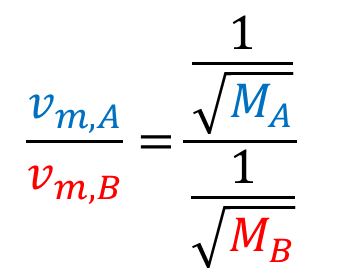 v_{m,A} / v_{m,B} = (1 / √M_A) / (1 / √M_B)